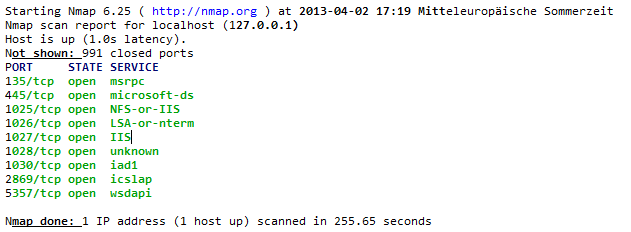 Starting Nmap 6.25 ( http://nmap.org ) at 2013-04-02 17:19 Mitteleuropäische Sommerzeit
Nmap scan report for localhost (127.0.0.1)
Host is up (1.0s latency).
Not shown: 991 closed ports
PORT     STATE SERVICE
135/tcp  open  msrpc
445/tcp  open  microsoft-ds
1025/tcp open  NFS-or-IIS
1026/tcp open  LSA-or-nterm
1027/tcp open  IIS
1028/tcp open  unknown
1030/tcp open  iad1
2869/tcp open  icslap
5357/tcp open  wsdapi
Nmap done: 1 IP address (1 host up) scanned in 255.65 seconds